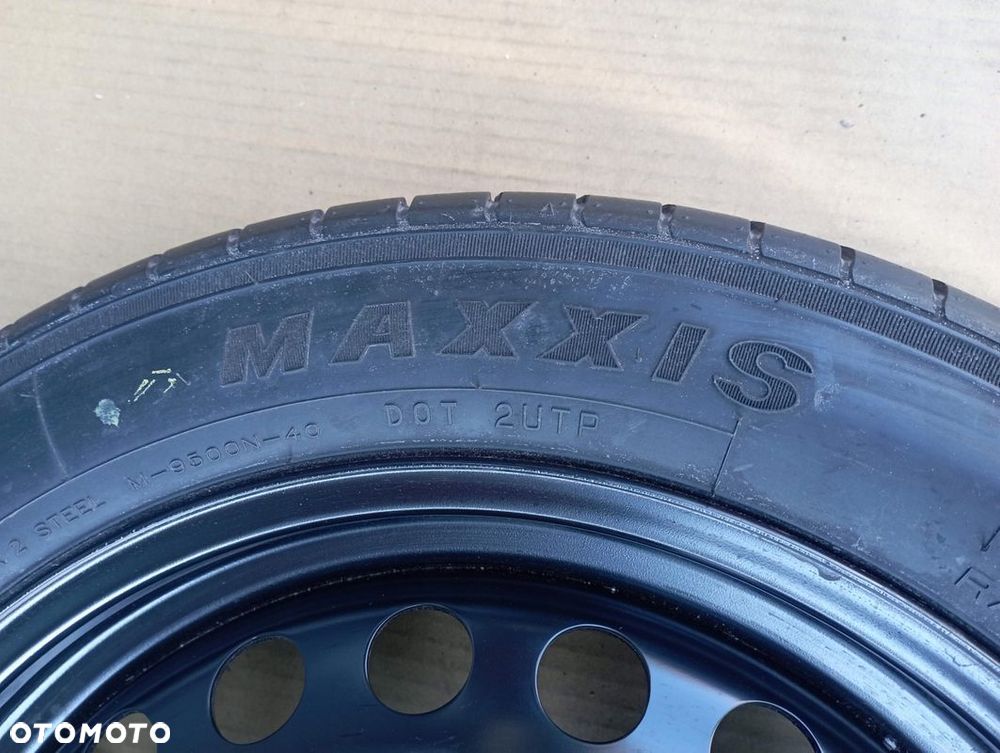 MAXXIS
DOT 2UTP
2 STEEL M-9500N-40
OTOMOTO